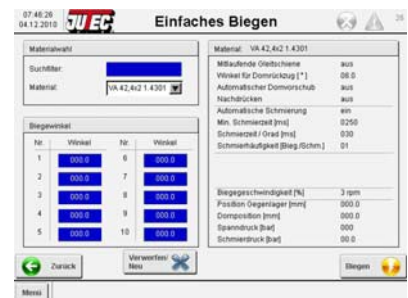 07:46:26
04.12.2010
JUTEC
Einfaches Biegen
26
Materialwahl
Suchfilter:
Material: VA 42,4x2 1.4301
Biegewinkel
Nr. Winkel Nr. Winkel
1 000.0 6 000.0
2 000.0 7 000.0
3 000.0 8 000.0
4 000.0 9 000.0
5 000.0 10 000.0
Material: VA 42,4x2 1.4301
Mitlaufende Gleitschiene aus
Winkel für Dornrückzug [°] 08.0
Automatischer Dornvorschub aus
Nachdrücken aus
Automatische Schmierung ein
Min. Schmierzeit [ms] 0250
Schmierzeit / Grad [ms] 030
Schmierhäufigkeit [Bieg./Schm.] 01
Biegegeschwindigkeit [%] 3 rpm
Position Gegenlager [mm] 000.0
Dornposition [mm] 000.0
Spanndruck [bar] 000
Schmierdruck [bar] 00.0
Zurück
Verwerfen/
Neu
Biegen
Menü